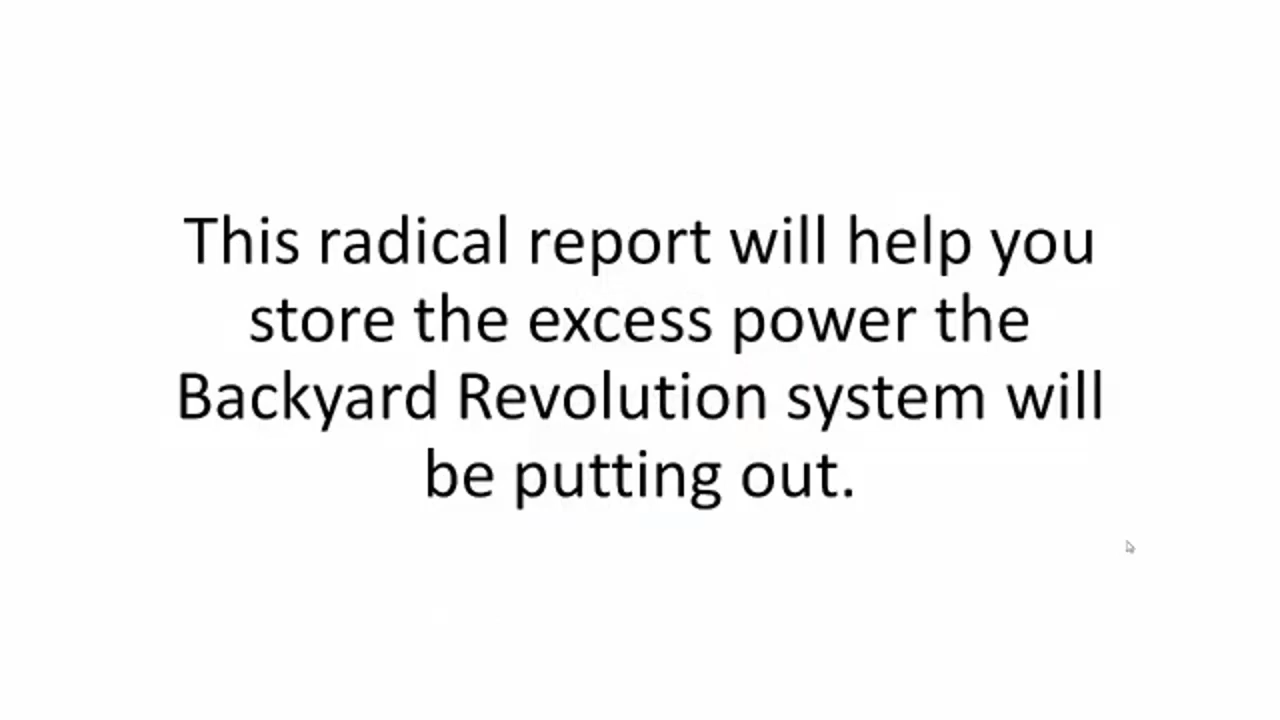 This radical report will help you
store the excess power the
Backyard Revolution system will
be putting out.